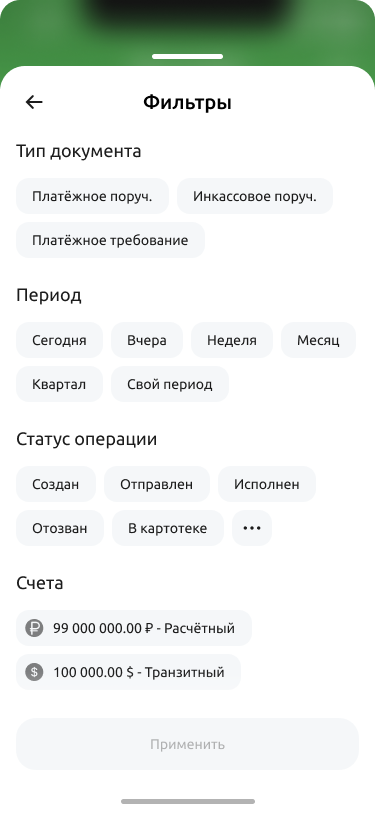 Фильтры
Тип документа
Платёжное поруч. Инкассовое поруч.
Платёжное требование
Период
Сегодня Вчера Неделя Месяц
Квартал Свой период
Статус операции
Создан Отправлен Исполнен
Отозван В картотеке •••
Счета
₽ 99 000 000.00 ₽ - Расчётный
$ 100 000.00 $ - Транзитный
Применить